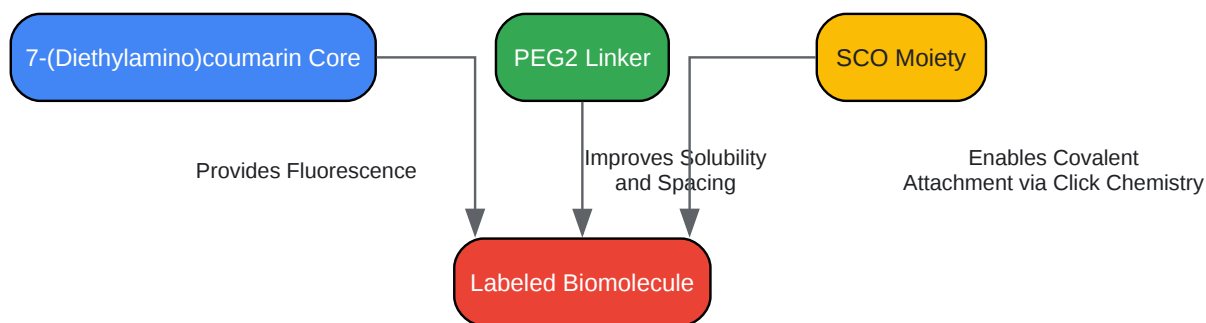 7-(Diethylamino)coumarin Core
PEG2 Linker
SCO Moiety
Provides Fluorescence
Improves Solubility
and Spacing
Enables Covalent
Attachment via Click Chemistry
Labeled Biomolecule